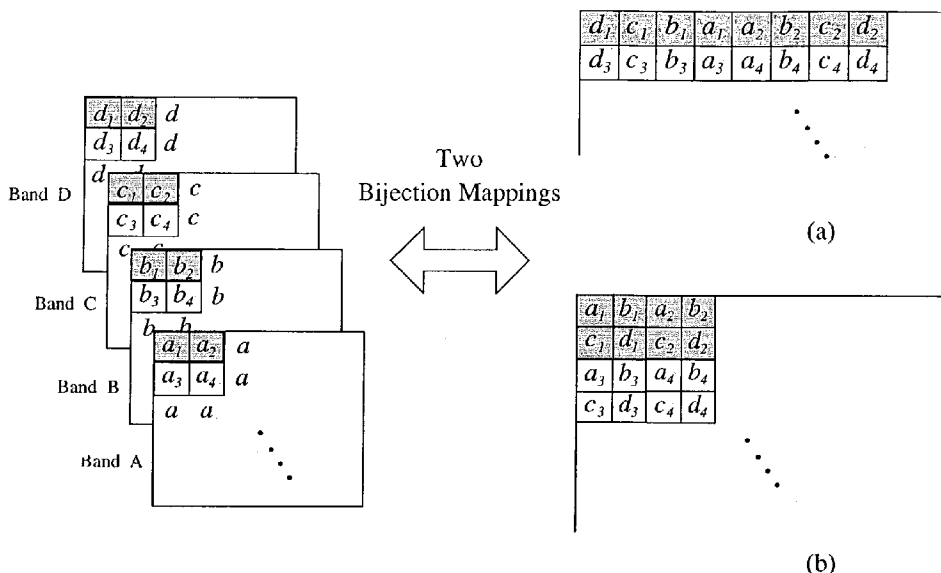 d1 d2 d
d3 d4 d
d d
Band D
c1 c2 c
c3 c4 c
c c
Band C
b1 b2 b
b3 b4 b
b b
Band B
a1 a2 a
a3 a4 a
a a
Band A
Two
Bijection Mappings
d1 c1 b1 a1 a2 b2 c2 d2
d3 c3 b3 a3 a4 b4 c4 d4
(a)
a1 b1 a2 b2
c1 d1 c2 d2
a3 b3 a4 b4
c3 d3 c4 d4
(b)